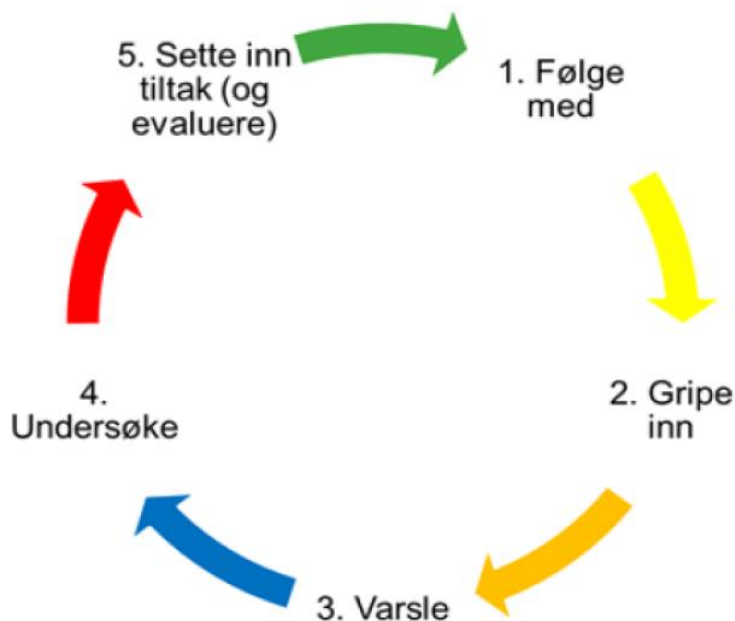 1. Følge
med
2. Gripe
inn
3. Varsle
4.
Undersøke
5. Sette inn
tiltak (og
evaluere)